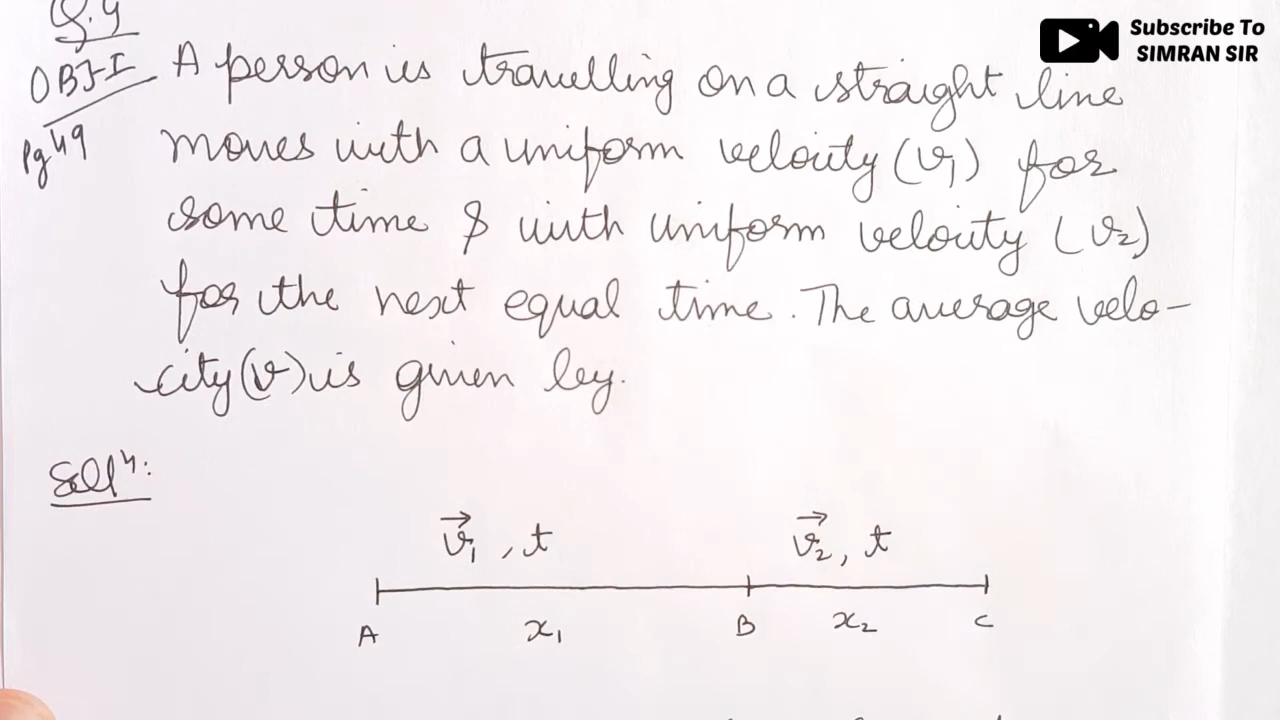 Q.4
OBJ-I
Pg 49
Subscribe To
SIMRAN SIR
A person is travelling on a straight line
moves with a uniform velocity (v₁) for
some time & with uniform velocity (v₂)
for the next equal time. The average velo-
city (v) is given by.
Solⁿ:
v⃗₁, t
v⃗₂, t
A
x₁
B
x₂
C